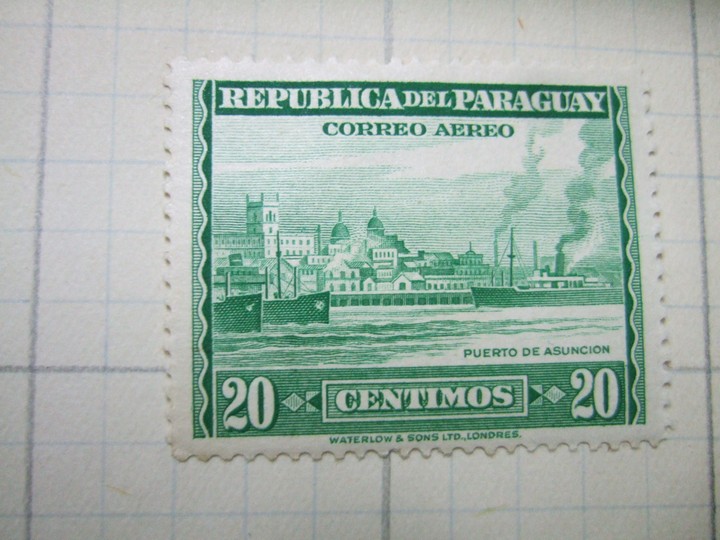 REPUBLICA DEL PARAGUAY
CORREO AEREO
PUERTO DE ASUNCION
20 CENTIMOS 20
WATERLOW & SONS LTD., LONDRES.